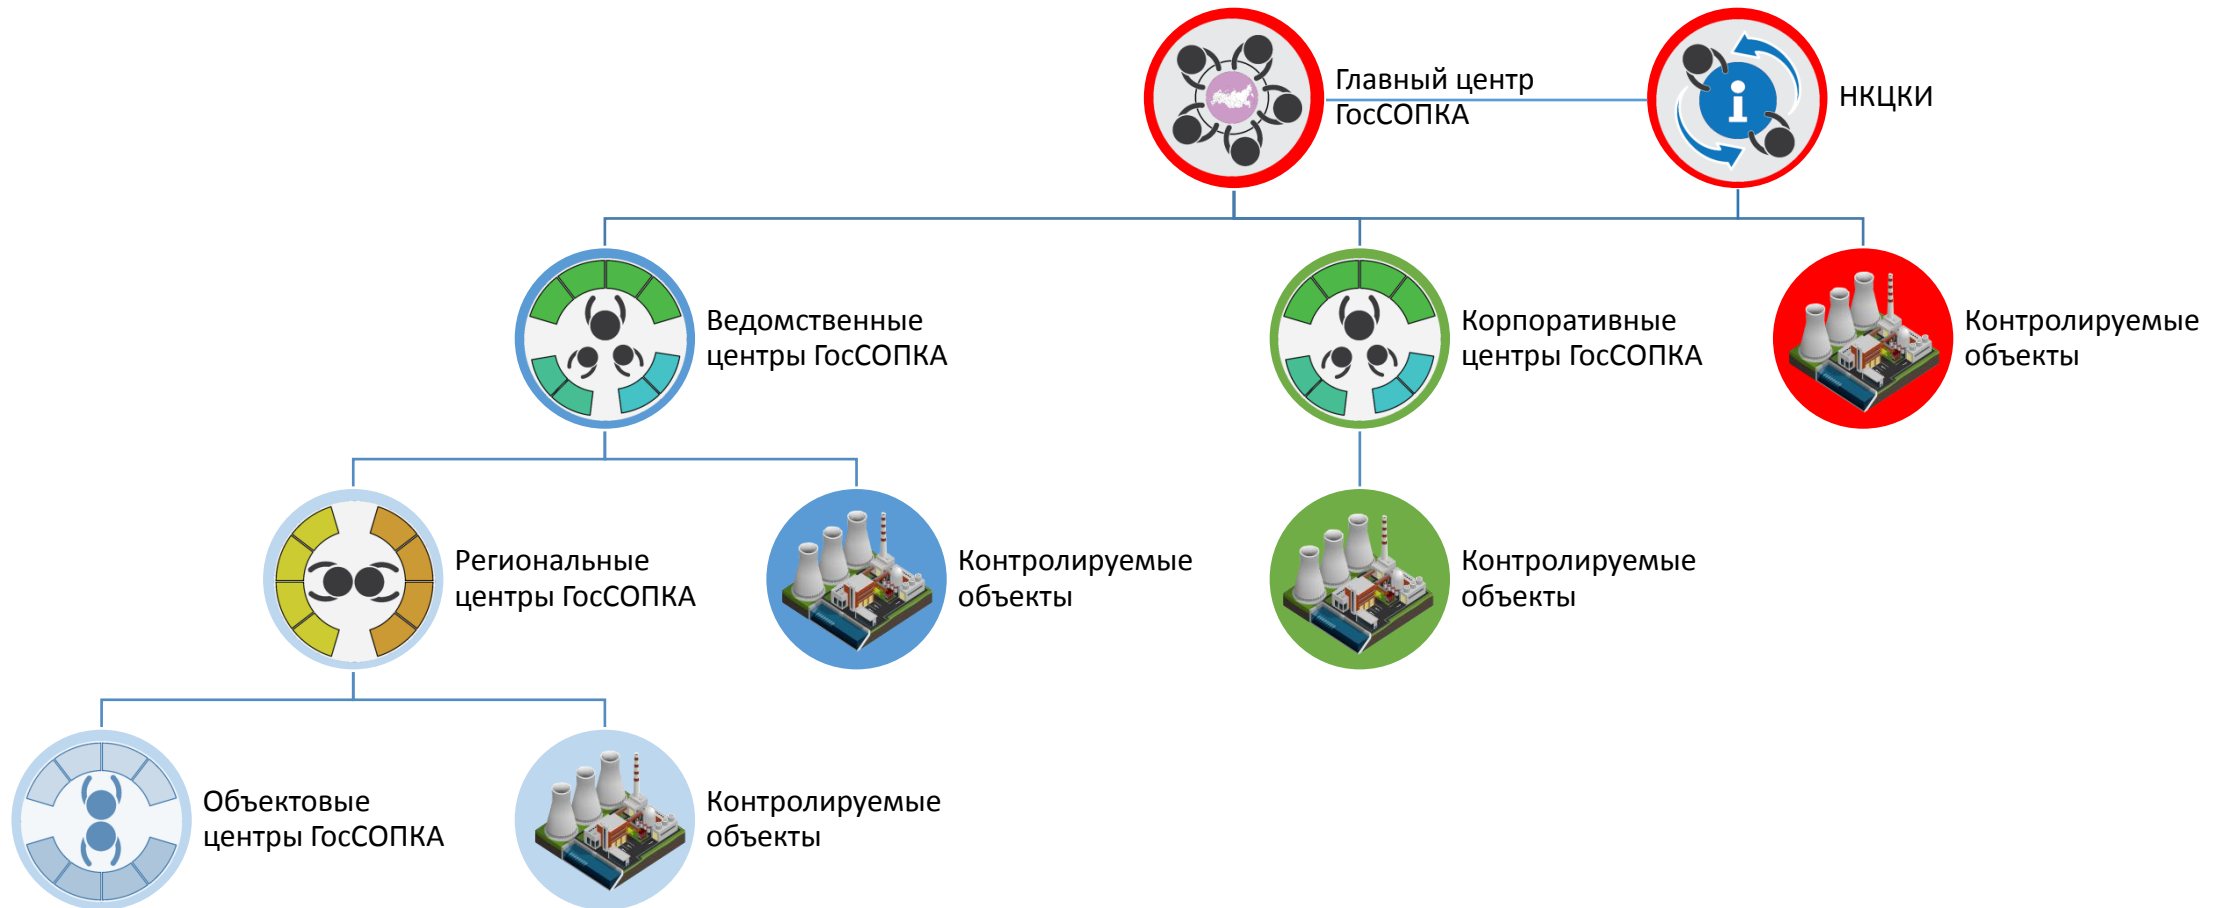 Главный центр
ГосСОПКА
НКЦКИ
Ведомственные
центры ГосСОПКА
Корпоративные
центры ГосСОПКА
Контролируемые
объекты
Региональные
центры ГосСОПКА
Контролируемые
объекты
Контролируемые
объекты
Объектовые
центры ГосСОПКА
Контролируемые
объекты